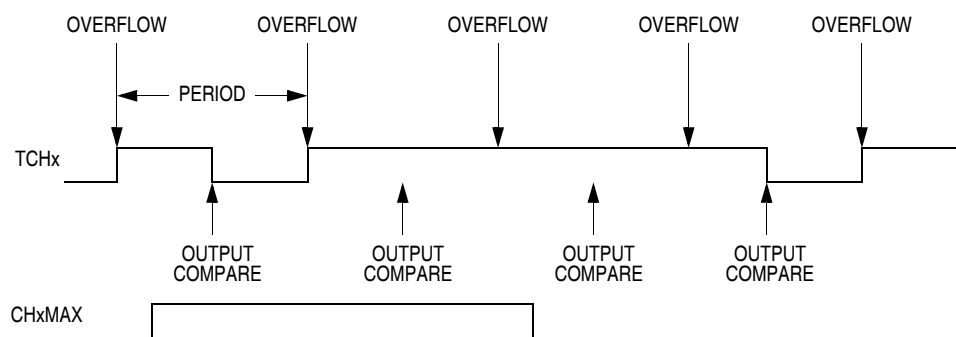 OVERFLOW OVERFLOW OVERFLOW OVERFLOW OVERFLOW
PERIOD
TCHx
OUTPUT COMPARE
OUTPUT COMPARE
OUTPUT COMPARE
OUTPUT COMPARE
CHxMAX